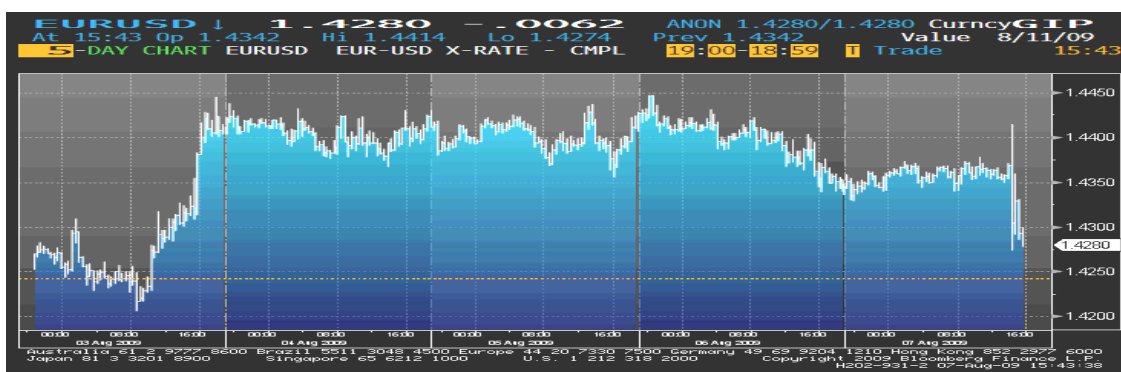 EURUSD ↓ 1.4280 -.0062 ANON 1.4280/1.4280 Curncy GIP
At 15:43 Op 1.4342 Hi 1.4414 Lo 1.4274 Prev 1.4342 Value 8/11/09
5-DAY CHART EURUSD EUR-USD X-RATE - CMPL 19:00-18:59 T Trade 15:43
1.4450
1.4400
1.4350
1.4300
1.4280
1.4250
1.4200
00:00 08:00 16:00 00:00 08:00 16:00 00:00 08:00 16:00 00:00 08:00 16:00 00:00 08:00 16:00
03 Aug 2009 04 Aug 2009 05 Aug 2009 06 Aug 2009 07 Aug 2009
Australia 61 2 9777 8600 Brazil 5511 3048 4500 Europe 44 20 7330 7500 Germany 49 69 9204 1210 Hong Kong 852 2977 6000
Japan 81 3 3201 8900 Singapore 65 6212 1000 U.S. 1 212 318 2000 Copyright 2009 Bloomberg Finance L.P.
H202-931-2 07-Aug-09 15:43:38